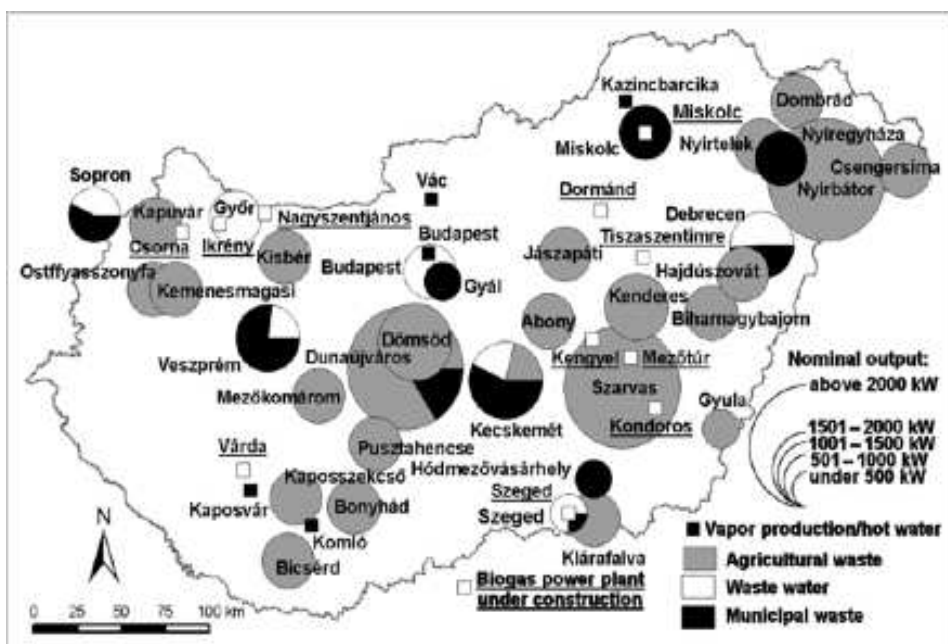 Kazincbarcika
Miskolc
Miskolc
Dombrád
Nyírtelek
Nyíregyháza
Csengersima
Nyírbátor
Sopron
Kapuvár
Győr
Csorna
Ikrény
Nagyszentjános
Vác
Dormánd
Debrecen
Tiszaszentimre
Budapest
Budapest
Gyál
Kisbér
Jászapáti
Hajdúszovát
Ostffyasszonyfa
Kemenesmagasi
Kenderes
Biharnagybajom
Abony
Veszprém
Dömsöd
Dunaújváros
Kengyel
Mezőtúr
Nominal output:
above 2000 kW
Szarvas
Mezőkomárom
Kecskemét
Kondoros
Gyula
1501–2000 kW
1001–1500 kW
501–1000 kW
under 500 kW
Pusztahencse
Várda
Hódmezővásárhely
Kaposszekcső
Kaposvár
Bonyhád
Szeged
Szeged
N
Komló
Bicsérd
Klárafalva
Vapor production/hot water
Agricultural waste
Waste water
Municipal waste
Biogas power plant
under construction
0 25 50 75 100 km